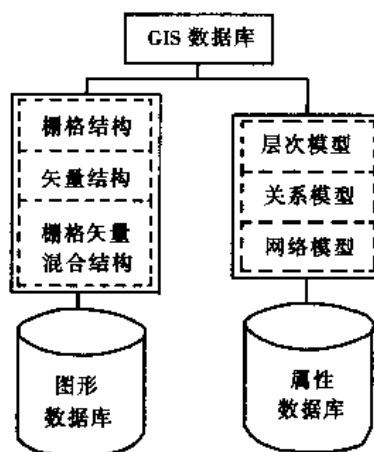 GIS 数据库
栅格结构
矢量结构
栅格矢量
混合结构
图形
数据库
层次模型
关系模型
网络模型
属性
数据库